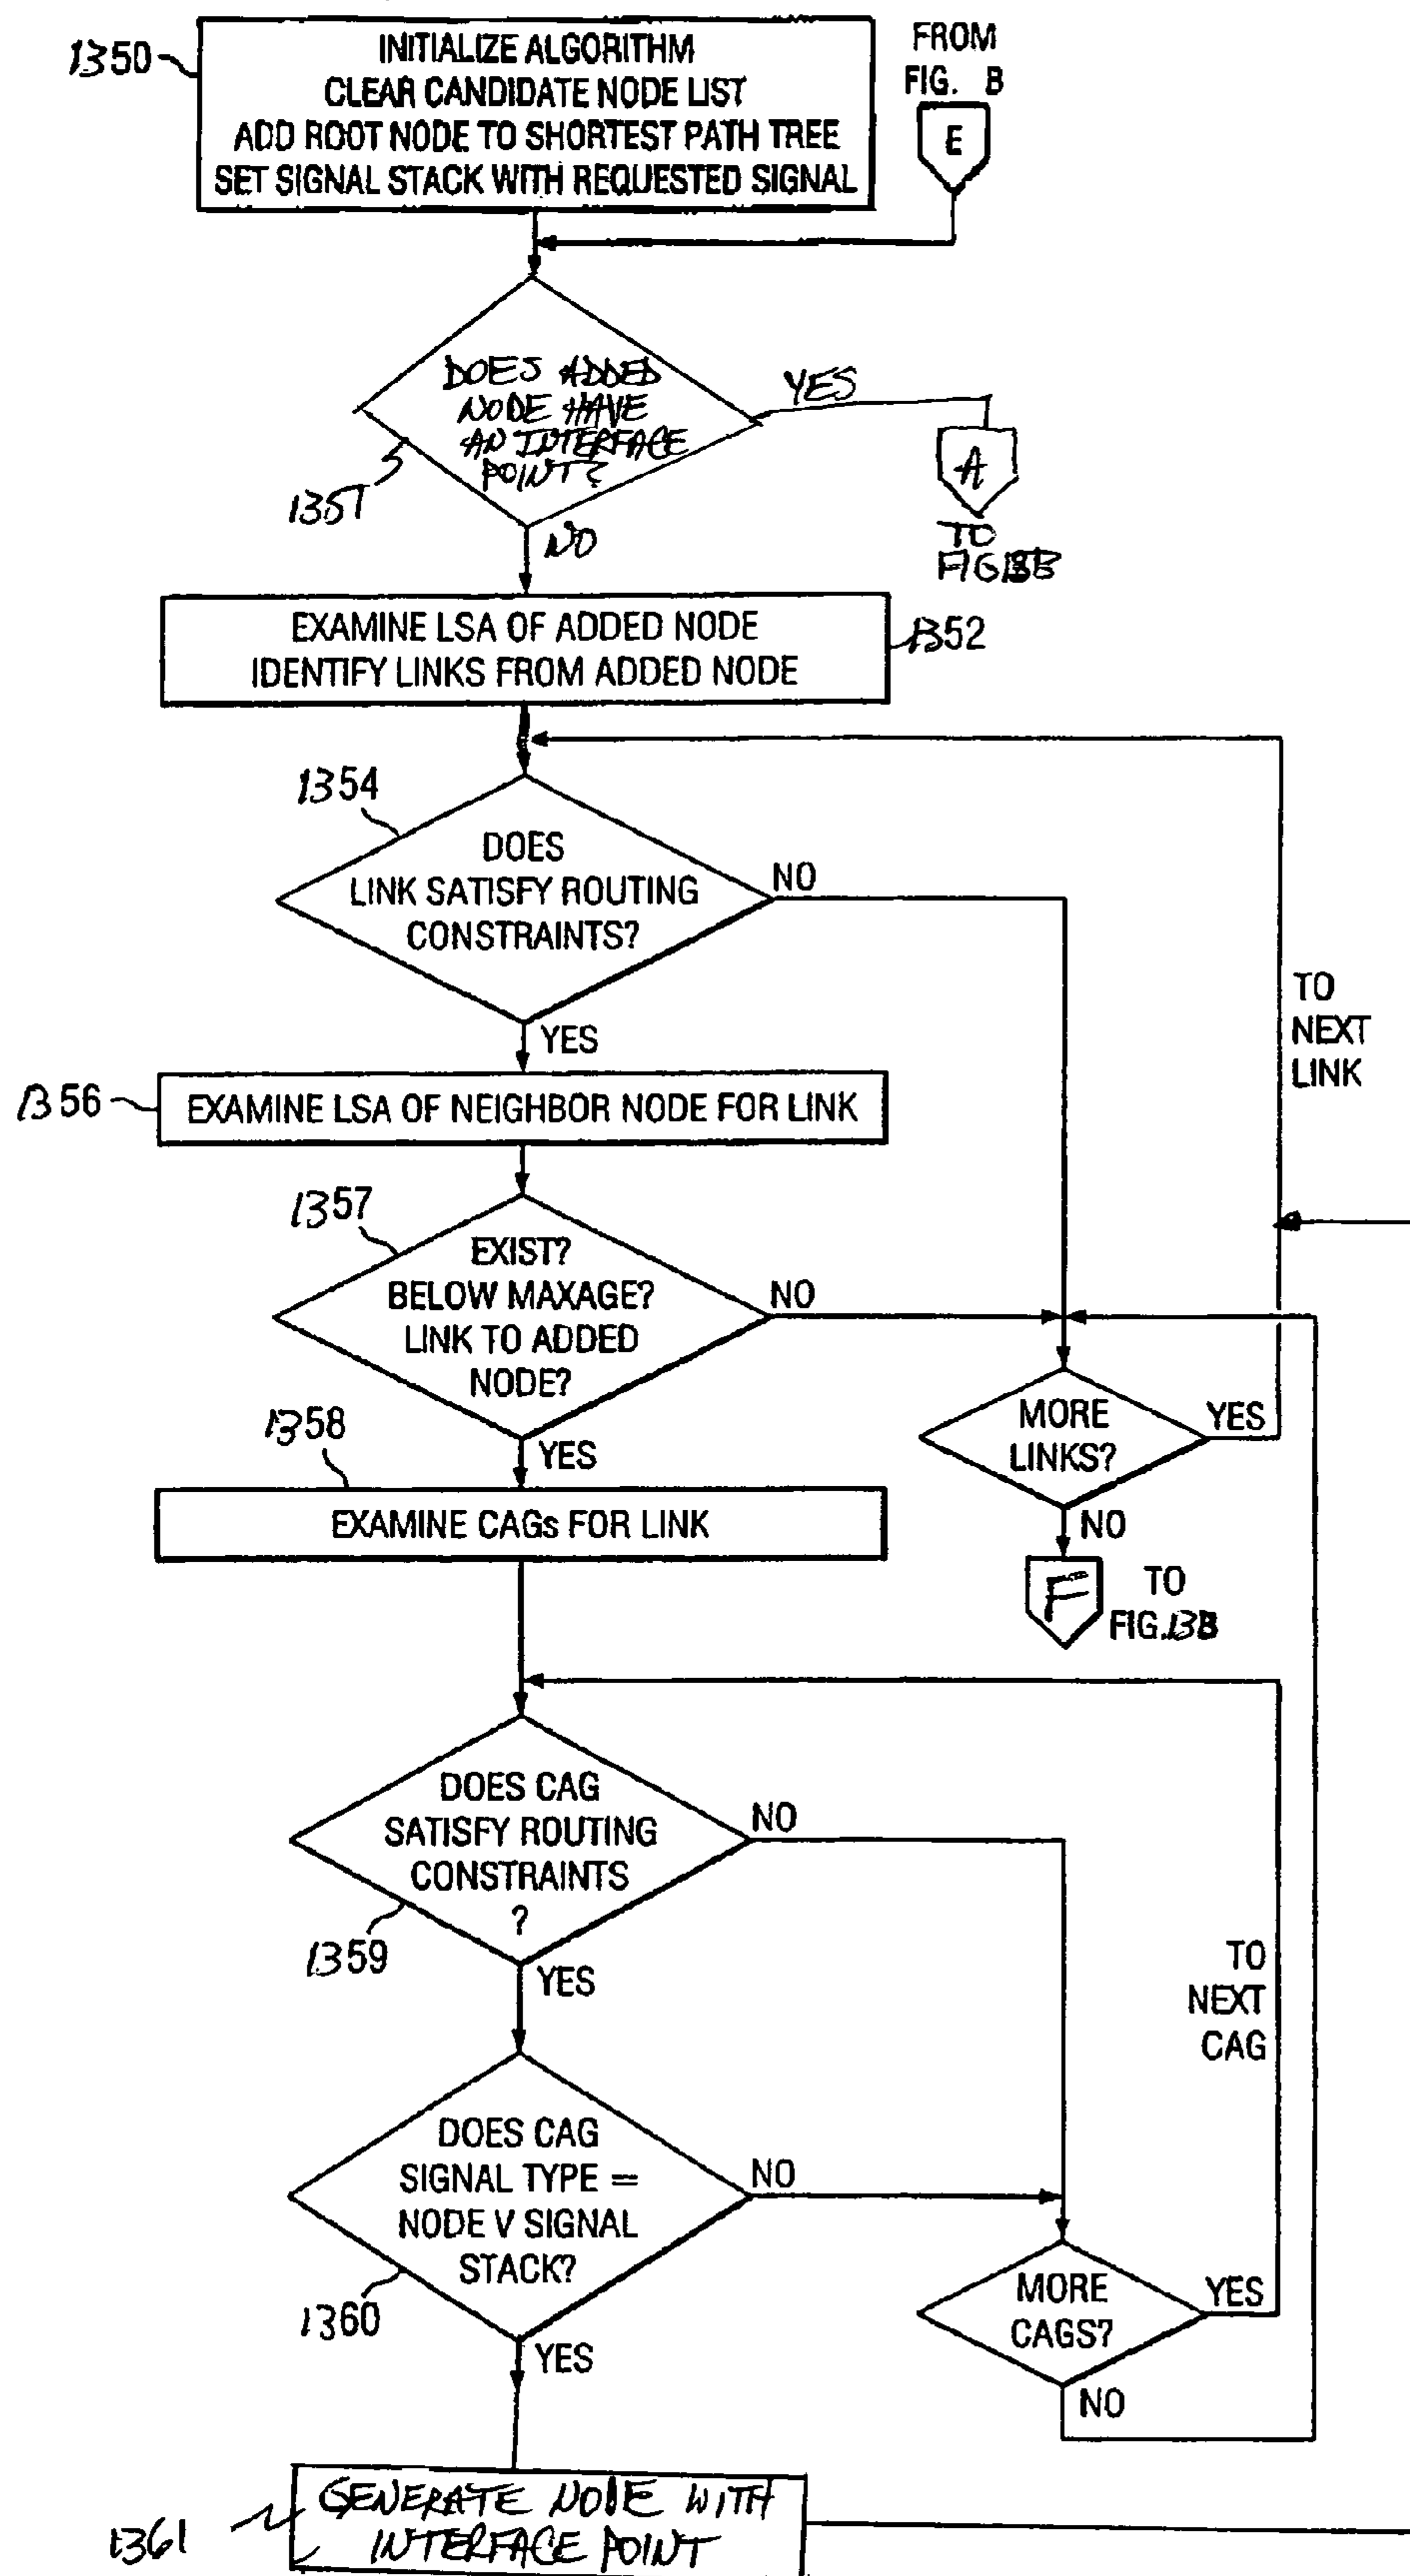 1350
INITIALIZE ALGORITHM
CLEAR CANDIDATE NODE LIST
ADD ROOT NODE TO SHORTEST PATH TREE
SET SIGNAL STACK WITH REQUESTED SIGNAL
FROM
FIG. B
E
DOES ADDED
NODE HAVE
AN INTERFACE
POINT?
1351
YES
A
TO
NO
EXAMINE LSA OF ADDED NODE
IDENTIFY LINKS FROM ADDED NODE
1352
1354
DOES
LINK SATISFY ROUTING
CONSTRAINTS?
NO
YES
TO
NEXT
LINK
1356
EXAMINE LSA OF NEIGHBOR NODE FOR LINK
1357
EXIST?
BELOW MAXAGE?
LINK TO ADDED
NODE?
NO
YES
MORE
LINKS?
YES
NO
F
TO
FIG.13B
1358
EXAMINE CAGs FOR LINK
DOES CAG
SATISFY ROUTING
CONSTRAINTS
?
1359
NO
YES
TO
NEXT
CAG
DOES CAG
SIGNAL TYPE =
NODE V SIGNAL
STACK?
1360
NO
YES
MORE
CAGS?
YES
NO
1361
GENERATE NODE WITH
INTERFACE POINT